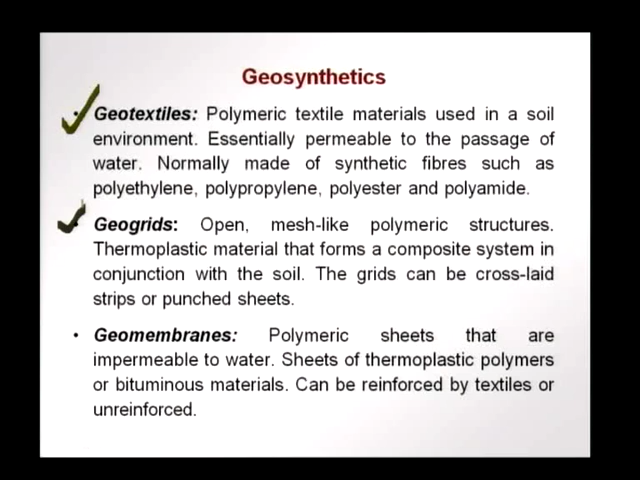 Geosynthetics
Geotextiles: Polymeric textile materials used in a soil
environment. Essentially permeable to the passage of
water. Normally made of synthetic fibres such as
polyethylene, polypropylene, polyester and polyamide.
Geogrids: Open, mesh-like polymeric structures.
Thermoplastic material that forms a composite system in
conjunction with the soil. The grids can be cross-laid
strips or punched sheets.
• Geomembranes: Polymeric sheets that are
impermeable to water. Sheets of thermoplastic polymers
or bituminous materials. Can be reinforced by textiles or
unreinforced.